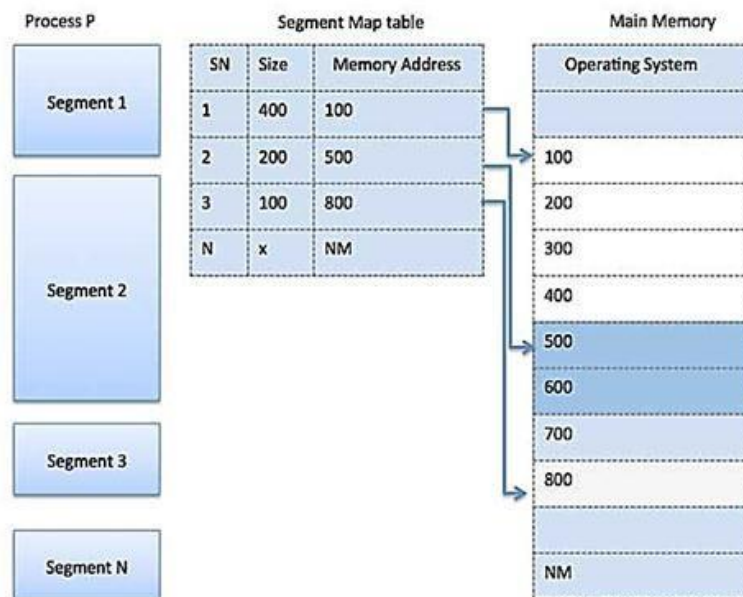 Process P
Segment 1
Segment 2
Segment 3
Segment N
Segment Map table
SN Size Memory Address
1 400 100
2 200 500
3 100 800
N x NM
Main Memory
Operating System
100
200
300
400
500
600
700
800
NM